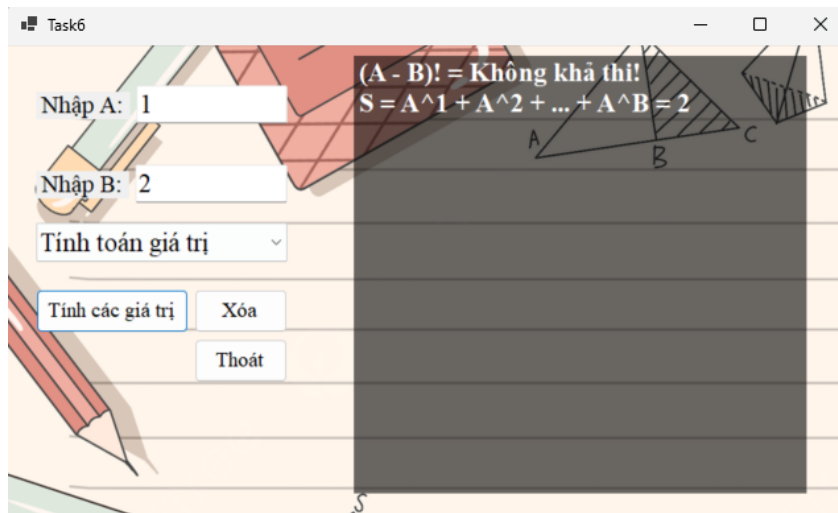 Task6
Nhập A: 1
Nhập B: 2
Tính toán giá trị
Tính các giá trị
Xóa
Thoát
(A - B)! = Không khả thi!
S = A^1 + A^2 + ... + A^B = 2
A
B
C
S